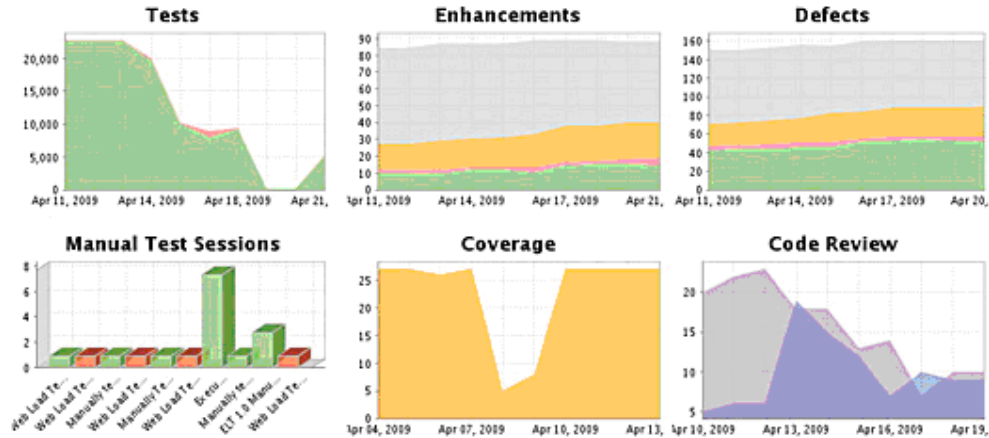 Tests
20,000
15,000
10,000
5,000
0
Apr 11, 2009 Apr 14, 2009 Apr 18, 2009 Apr 21,
Enhancements
90
80
70
60
50
40
30
20
10
0
Apr 11, 2009 Apr 14, 2009 Apr 17, 2009 Apr 21,
Defects
160
140
120
100
80
60
40
20
0
Apr 11, 2009 Apr 14, 2009 Apr 17, 2009 Apr 20,
Manual Test Sessions
8
6
4
2
0
Web Load Te...
Web Load Te...
Manually te...
Web Load Te...
Manually Te...
Web Load Te...
Manually te...
ELT 1.0 Manu...
Web Load Te...
Coverage
25
20
15
10
5
0
Apr 04, 2009 Apr 07, 2009 Apr 10, 2009 Apr 13,
Code Review
20
15
10
5
Apr 10, 2009 Apr 13, 2009 Apr 16, 2009 Apr 19,